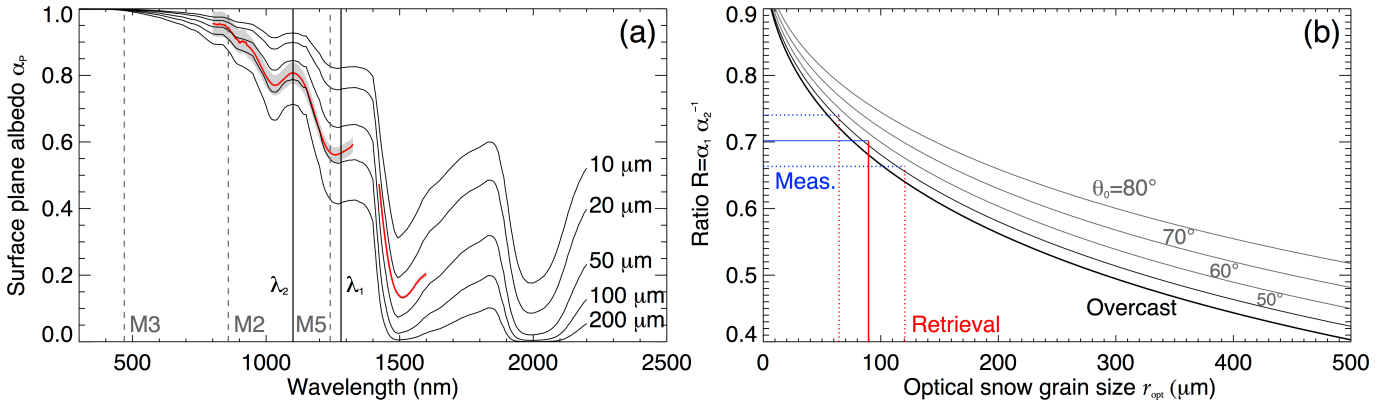 (a)
Surface plane albedo αP
1.0
0.8
0.6
0.4
0.2
0.0
10 μm
20 μm
50 μm
100 μm
200 μm
λ2
λ1
M3
M2
M5
500
1000
1500
2000
2500
Wavelength (nm)
(b)
Ratio R=α1 α2-1
0.9
0.8
0.7
0.6
0.5
0.4
Meas.
θ0=80°
70°
60°
50°
Overcast
Retrieval
0
100
200
300
400
500
Optical snow grain size ropt (μm)